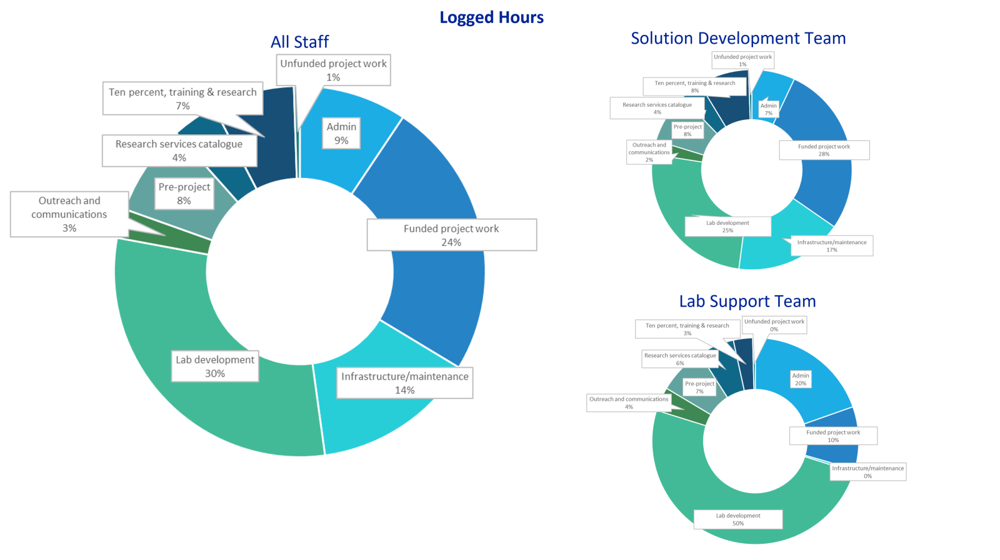 Logged Hours
All Staff
Unfunded project work
1%
Ten percent, training & research
7%
Admin
9%
Research services catalogue
4%
Pre-project
8%
Outreach and
communications
3%
Funded project work
24%
Lab development
30%
Infrastructure/maintenance
14%
Solution Development Team
Unfunded project work
1%
Ten percent, training & research
8%
Research services catalogue
4%
Admin
7%
Pre-project
8%
Outreach and
communications
2%
Funded project work
28%
Lab development
25%
Infrastructure/maintenance
17%
Lab Support Team
Unfunded project work
0%
Ten percent, training & research
3%
Research services catalogue
6%
Admin
20%
Pre-project
7%
Outreach and communications
4%
Funded project work
10%
Infrastructure/maintenance
0%
Lab development
50%